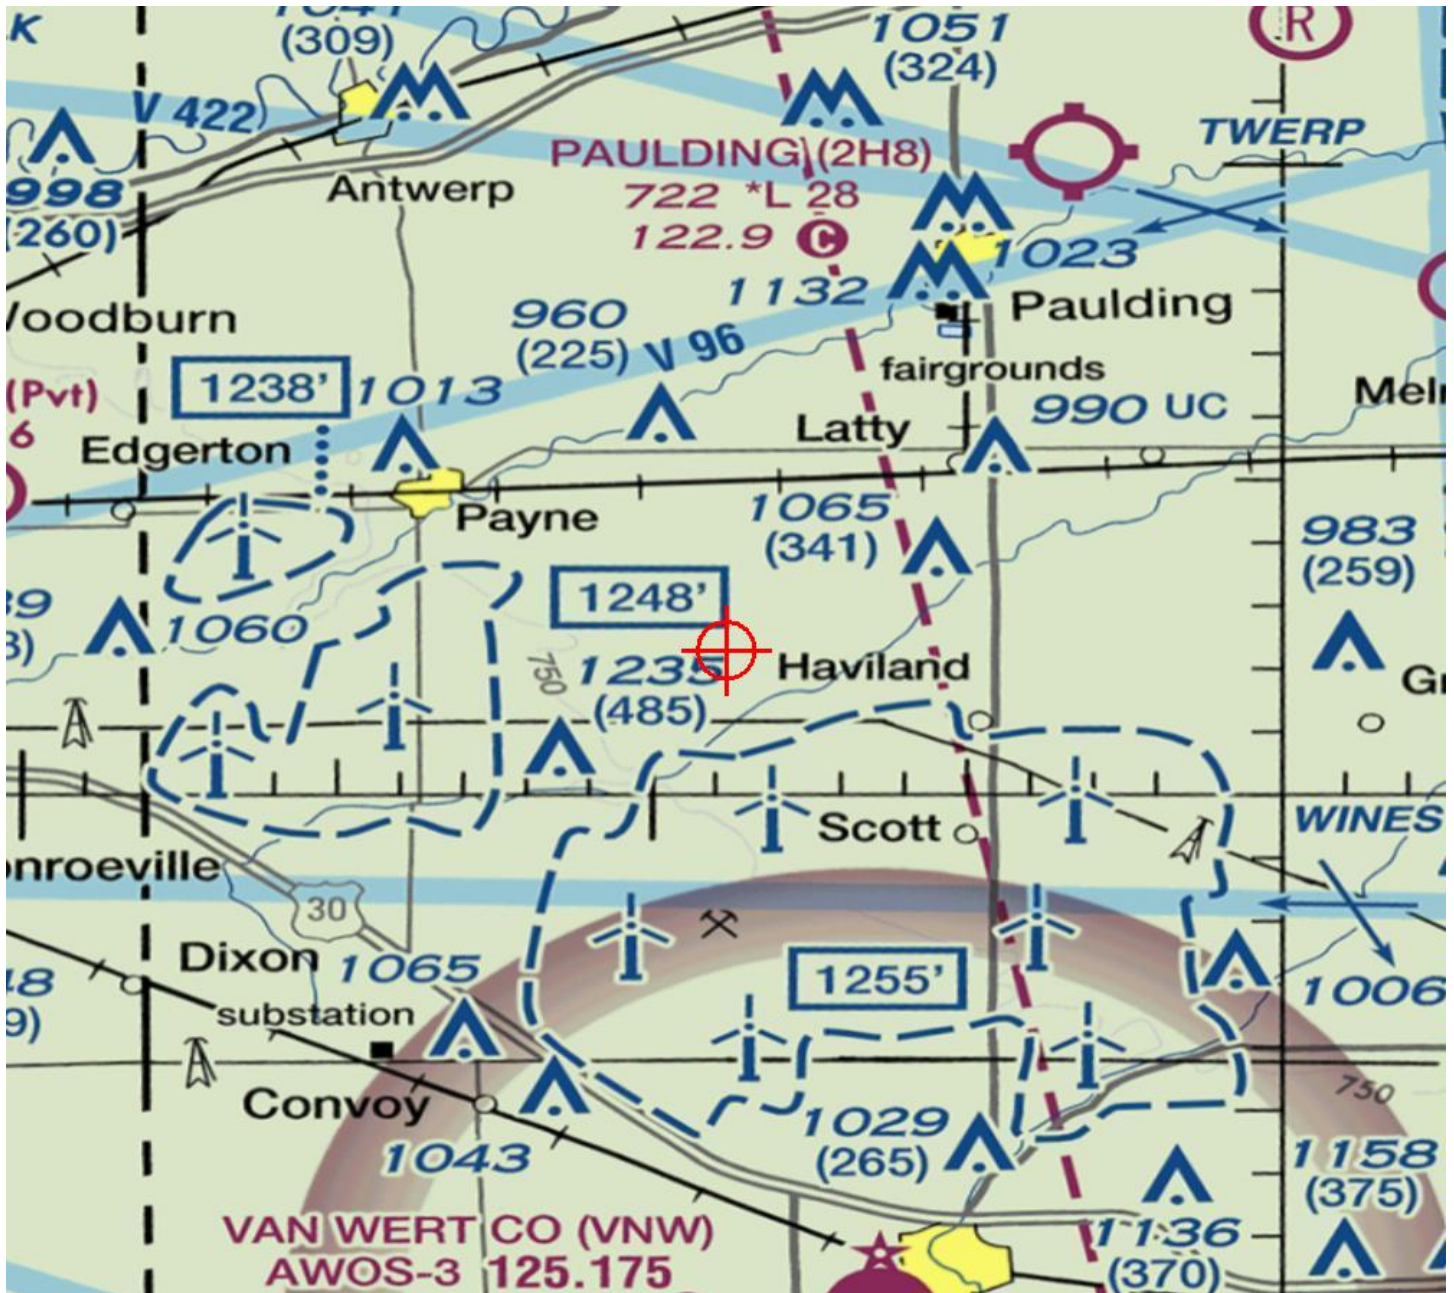 K
(309)
1051
(324)
R
V 422
TWERP
PAULDING (2H8)
998
(260)
Antwerp
722 *L 28
122.9 C
1023
1132
Paulding
960
(225)
V 96
fairgrounds
1238'
1013
(Pvt)
6
990 UC
Latty
Edgerton
Payne
1065
(341)
983
(259)
1248'
1060
1235
(485)
750
Haviland
Scott
WINES
30
Dixon
1065
1255'
1006
substation
Convoy
750
1029
(265)
1043
1158
(375)
VAN WERT CO (VNW)
AWOS-3 125.175
1136
(370)